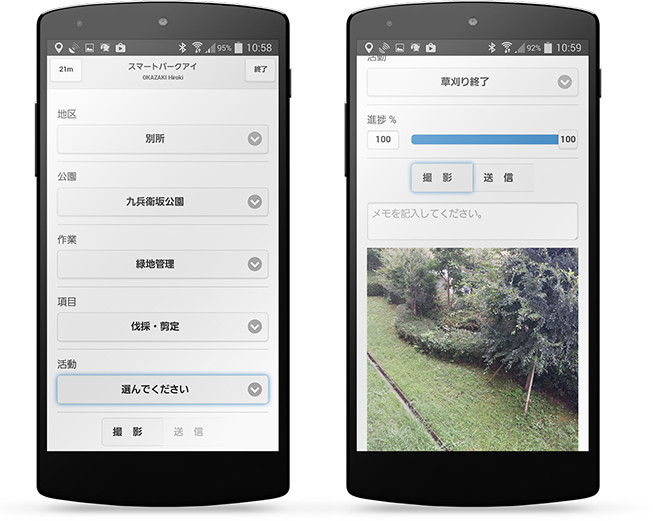 95% 10:58
21m
スマートパークアイ
終了
OKAZAKI Hiroki
地区
別所
公園
九兵衛坂公園
作業
緑地管理
項目
伐採・剪定
活動
選んでください
撮 影 送 信
92% 10:59
活動
草刈り終了
進捗 %
100 100
撮 影 送 信
メモを記入してください。